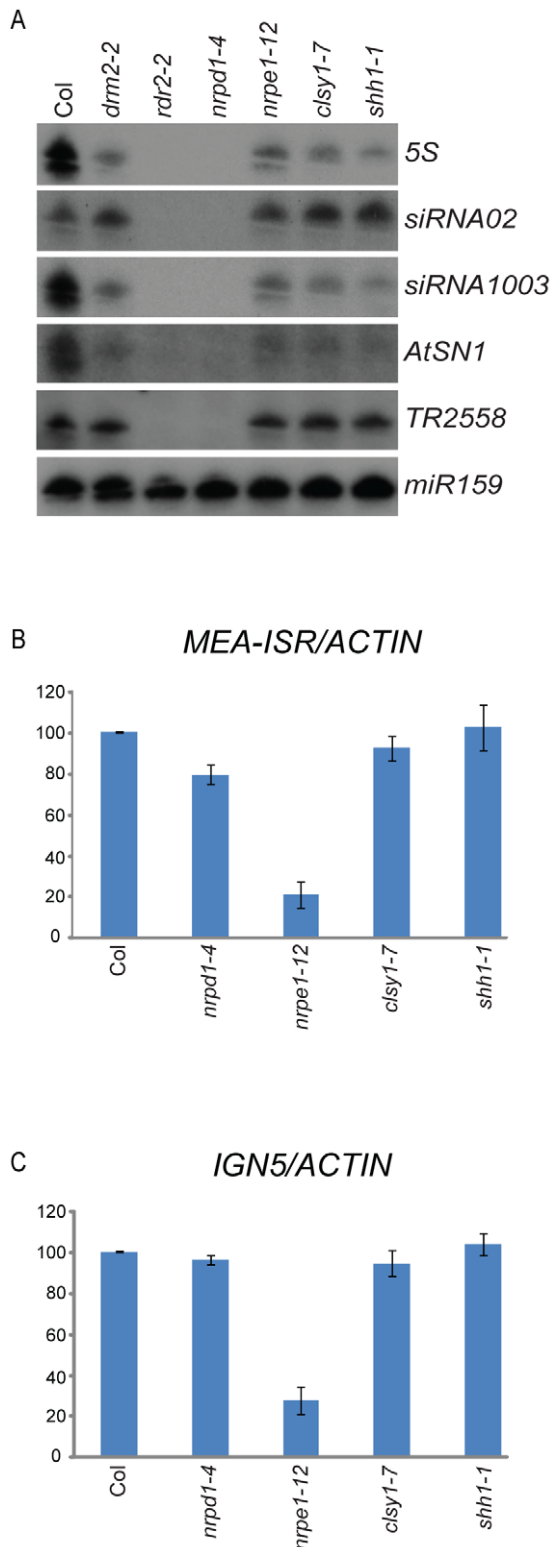 A
Col drm2-2 rdr2-2 nrpd1-4 nrpe1-12 clsy1-7 shh1-1
5S
siRNA02
siRNA1003
AtSN1
TR2558
miR159
B
MEA-ISR/ACTIN
120
100
80
60
40
20
0
Col nrpd1-4 nrpe1-12 clsy1-7 shh1-1
C
IGN5/ACTIN
120
100
80
60
40
20
0
Col nrpd1-4 nrpe1-12 clsy1-7 shh1-1